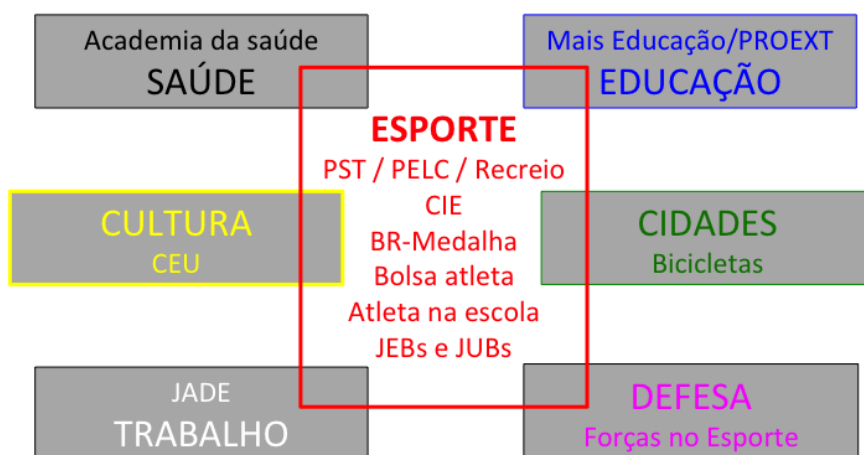 Academia da saúde
SAÚDE
Mais Educação/PROEXT
EDUCAÇÃO
ESPORTE
PST / PELC / Recreio
CIE
BR-Medalha
Bolsa atleta
Atleta na escola
JEBs e JUBs
CULTURA
CEU
CIDADES
Bicicletas
JADE
TRABALHO
DEFESA
Forças no Esporte